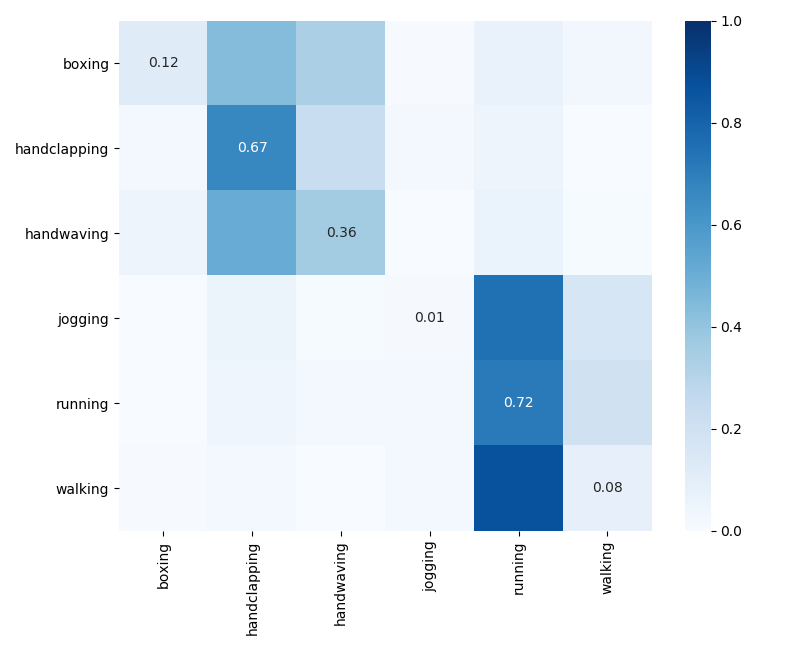 1.0
boxing 0.12
0.8
handclapping 0.67
0.6
handwaving 0.36
0.4
jogging 0.01
0.2
running 0.72
walking 0.08
0.0
boxing
handclapping
handwaving
jogging
running
walking